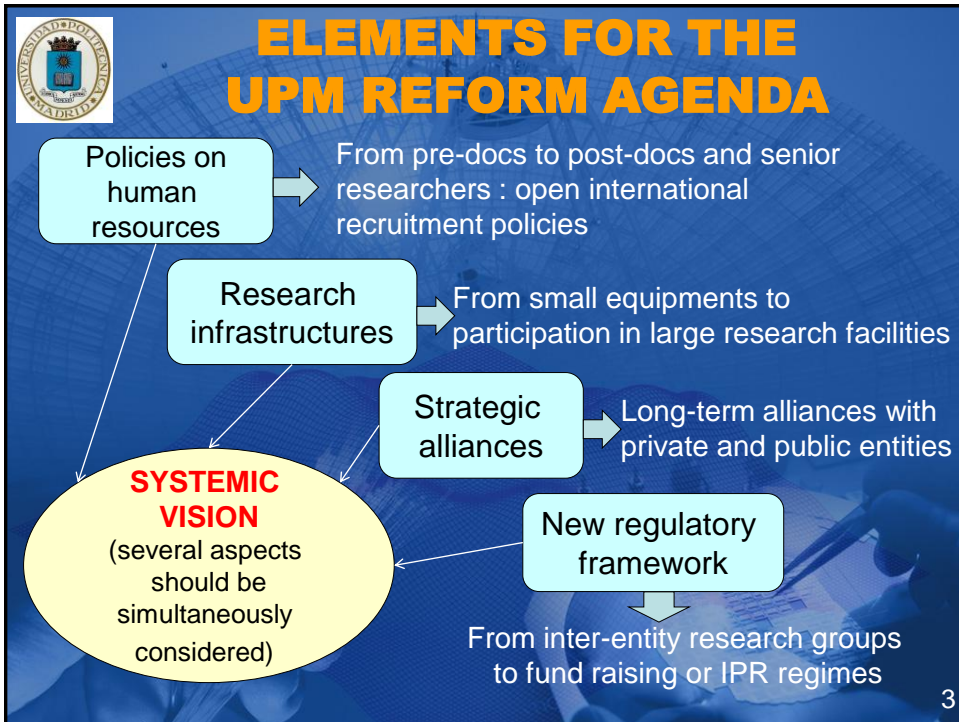 ELEMENTS FOR THE
UPM REFORM AGENDA
UNIVERSIDAD POLITECNICA
MADRID
Policies on
human
resources
From pre-docs to post-docs and senior
researchers : open international
recruitment policies
Research
infrastructures
From small equipments to
participation in large research facilities
Strategic
alliances
Long-term alliances with
private and public entities
SYSTEMIC
VISION
(several aspects
should be
simultaneously
considered)
New regulatory
framework
From inter-entity research groups
to fund raising or IPR regimes
3